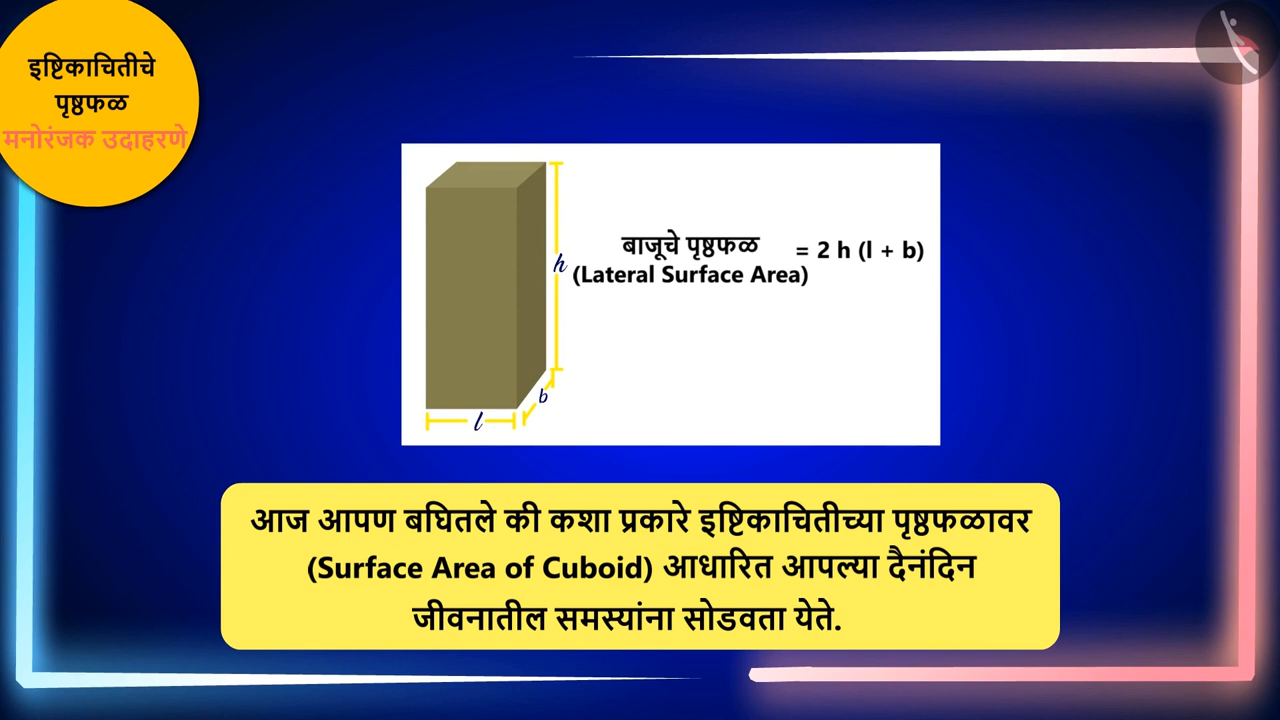 इष्टिकाचितीचे
पृष्ठफळ
मनोरंजक उदाहरणे
h
बाजूचे पृष्ठफळ = 2 h (l + b)
(Lateral Surface Area)
b
l
आज आपण बघितले की कशा प्रकारे इष्टिकाचितीच्या पृष्ठफळावर
(Surface Area of Cuboid) आधारित आपल्या दैनंदिन
जीवनातील समस्यांना सोडवता येते.